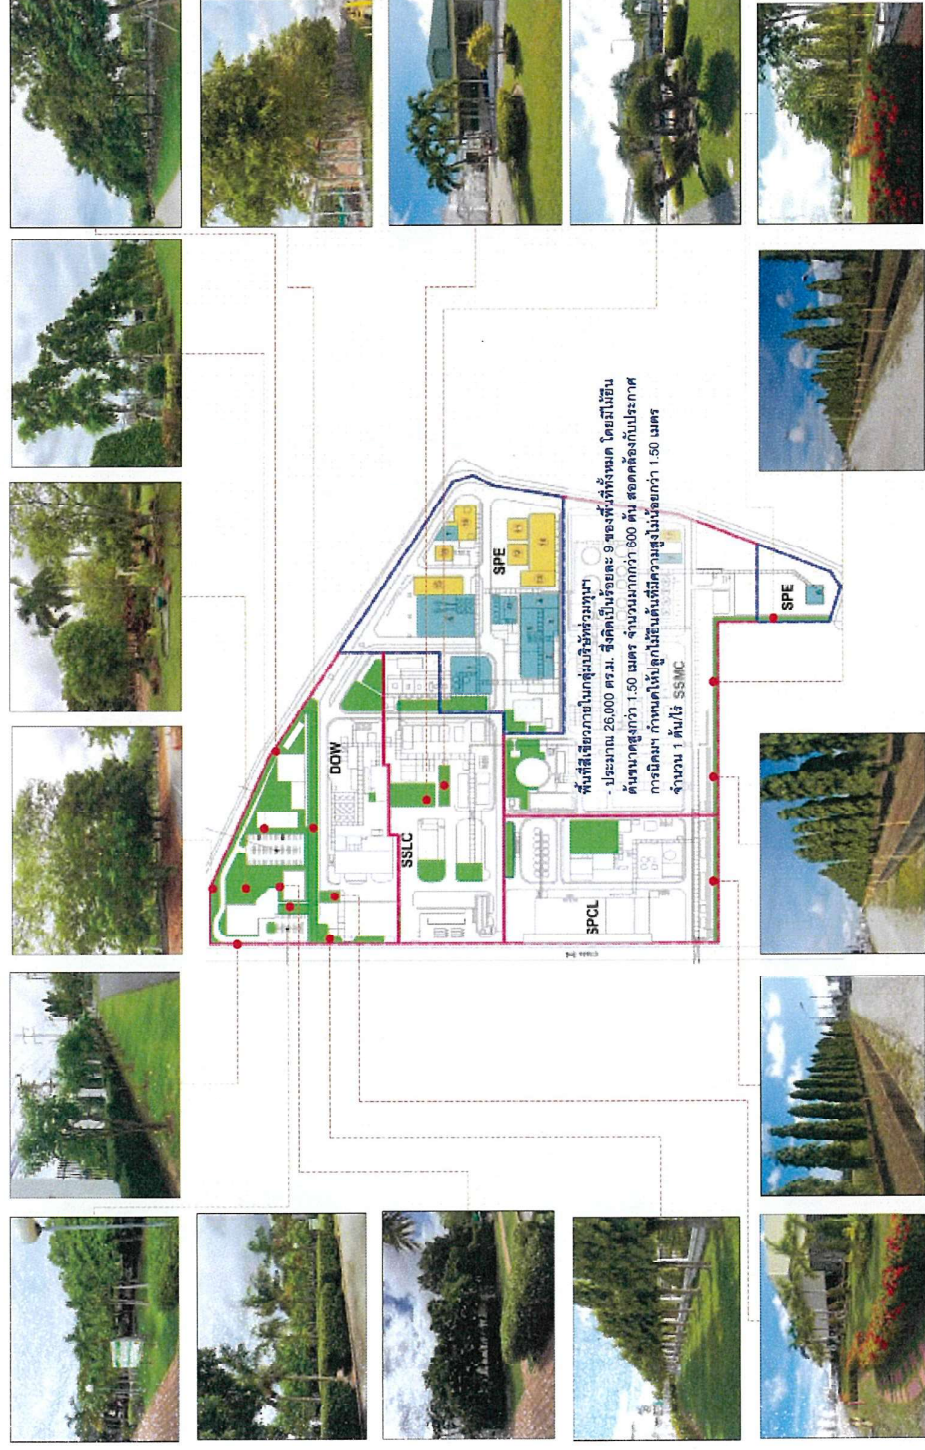 DOW
SSLC
SPE
SPCL
SSMC
SPE
พื้นที่สีเขียวภายในกลุ่มบริษัทร่วมทุนฯ
- ประมาณ 26,000 ตร.ม. ซึ่งคิดเป็นร้อยละ 9 ของพื้นที่ทั้งหมด โดยมีไม้ยืน
ต้นขนาดสูงกว่า 1.50 เมตร จำนวนมากกว่า 600 ต้น สอดคล้องกับประกาศ
การนิคมฯ กำหนดให้ปลูกไม้ยืนต้นที่มีความสูงไม่น้อยกว่า 1.50 เมตร
จำนวน 1 ต้น/ไร่